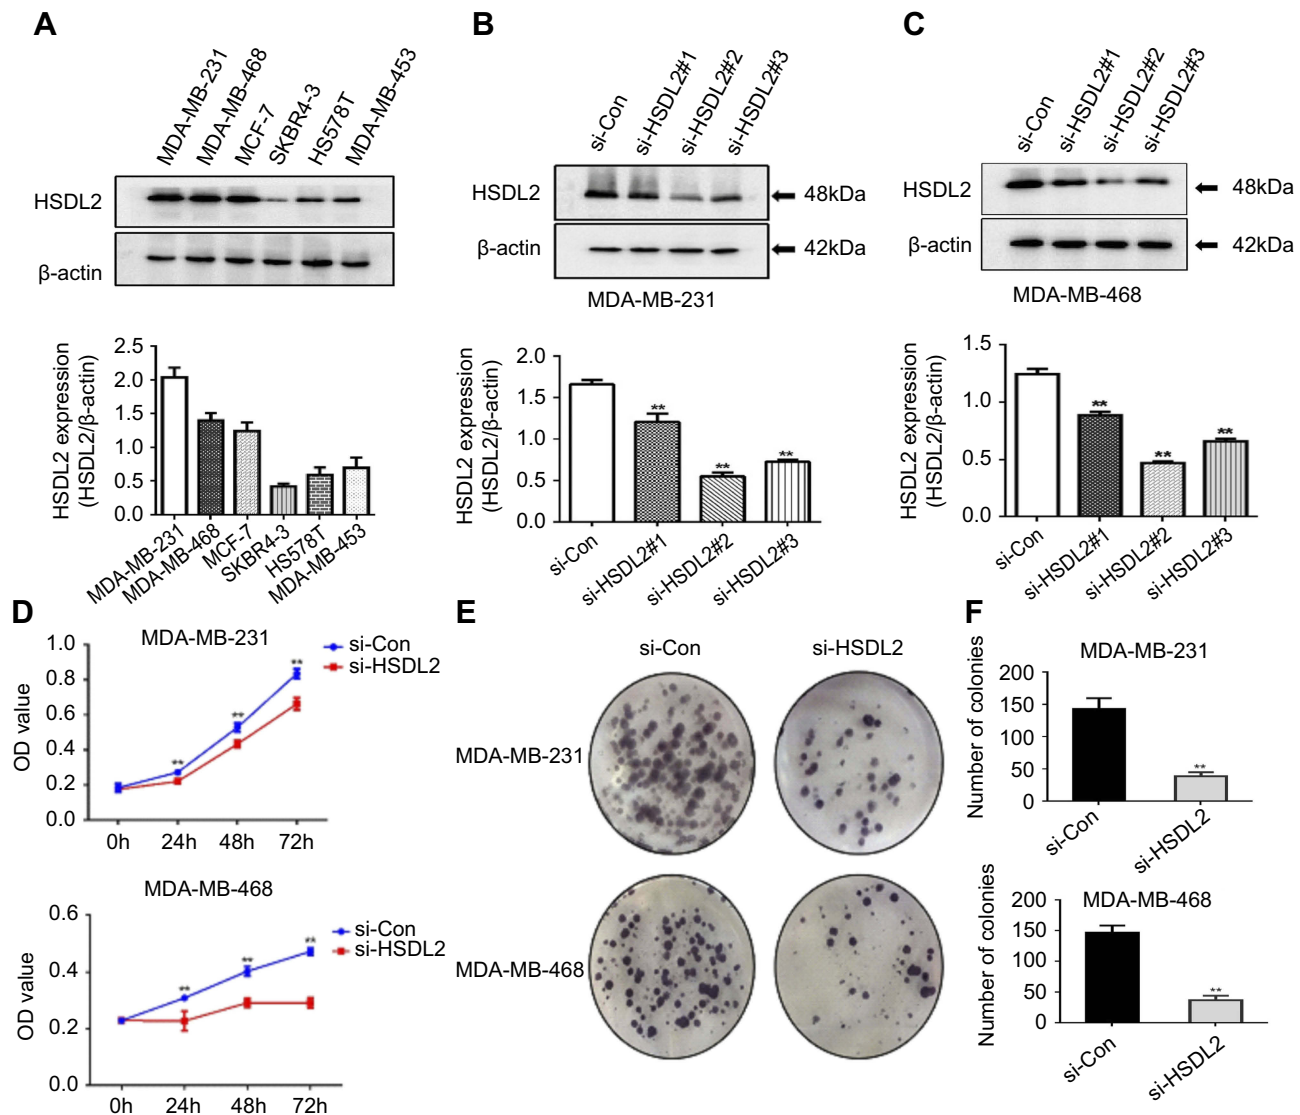 A
MDA-MB-231
MDA-MB-468
MCF-7
SKBR4-3
HS578T
MDA-MB-453
HSDL2
β-actin
HSDL2 expression
(HSDL2/β-actin)
2.5
2.0
1.5
1.0
0.5
0.0
MDA-MB-231
MDA-MB-468
MCF-7
SKBR4-3
HS578T
MDA-MB-453
B
si-Con
si-HSDL2#1
si-HSDL2#2
si-HSDL2#3
HSDL2
48kDa
β-actin
42kDa
MDA-MB-231
HSDL2 expression
(HSDL2/β-actin)
2.0
1.5
1.0
0.5
0.0
**
**
**
si-Con
si-HSDL2#1
si-HSDL2#2
si-HSDL2#3
C
si-Con
si-HSDL2#1
si-HSDL2#2
si-HSDL2#3
HSDL2
48kDa
β-actin
42kDa
MDA-MB-468
HSDL2 expression
(HSDL2/β-actin)
1.5
1.0
0.5
0.0
**
**
**
si-Con
si-HSDL2#1
si-HSDL2#2
si-HSDL2#3
D
MDA-MB-231
si-Con
si-HSDL2
OD value
1.0
0.8
0.6
0.4
0.2
0.0
**
**
**
0h
24h
48h
72h
MDA-MB-468
si-Con
si-HSDL2
OD value
0.6
0.4
0.2
0.0
**
**
**
0h
24h
48h
72h
E
si-Con
si-HSDL2
MDA-MB-231
MDA-MB-468
F
MDA-MB-231
Number of colonies
200
150
100
50
0
**
si-Con
si-HSDL2
MDA-MB-468
Number of colonies
200
150
100
50
0
**
si-Con
si-HSDL2